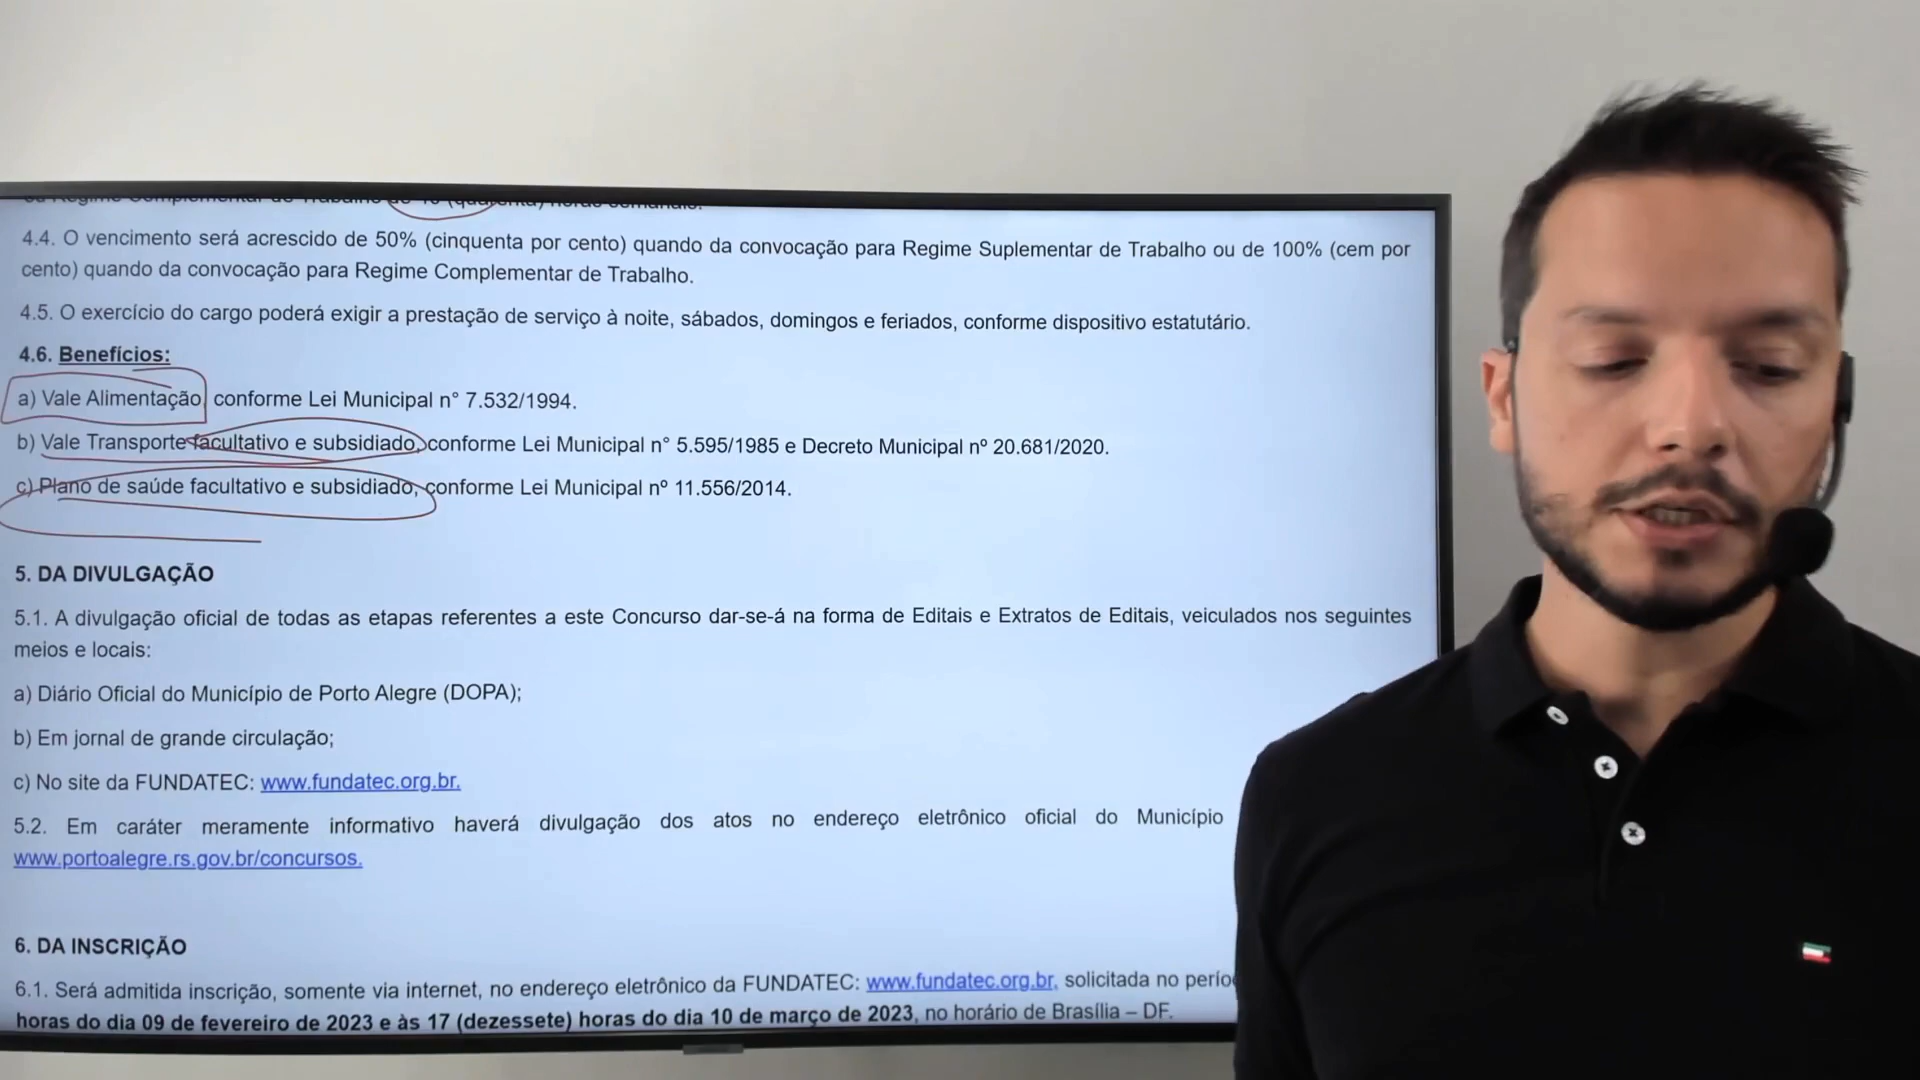 ou Regime Complementar de Trabalho de 40 (quarenta) horas semanais.
4.4. O vencimento será acrescido de 50% (cinquenta por cento) quando da convocação para Regime Suplementar de Trabalho ou de 100% (cem por
cento) quando da convocação para Regime Complementar de Trabalho.
4.5. O exercício do cargo poderá exigir a prestação de serviço à noite, sábados, domingos e feriados, conforme dispositivo estatutário.
4.6. Benefícios:
a) Vale Alimentação, conforme Lei Municipal n° 7.532/1994.
b) Vale Transporte facultativo e subsidiado, conforme Lei Municipal n° 5.595/1985 e Decreto Municipal nº 20.681/2020.
c) Plano de saúde facultativo e subsidiado, conforme Lei Municipal nº 11.556/2014.
5. DA DIVULGAÇÃO
5.1. A divulgação oficial de todas as etapas referentes a este Concurso dar-se-á na forma de Editais e Extratos de Editais, veiculados nos seguintes
meios e locais:
a) Diário Oficial do Município de Porto Alegre (DOPA);
b) Em jornal de grande circulação;
c) No site da FUNDATEC: www.fundatec.org.br.
5.2. Em caráter meramente informativo haverá divulgação dos atos no endereço eletrônico oficial do Município
www.portoalegre.rs.gov.br/concursos.
6. DA INSCRIÇÃO
6.1. Será admitida inscrição, somente via internet, no endereço eletrônico da FUNDATEC: www.fundatec.org.br, solicitada no
horas do dia 09 de fevereiro de 2023 e às 17 (dezessete) horas do dia 10 de março de 2023, no horário de Brasília – DF.